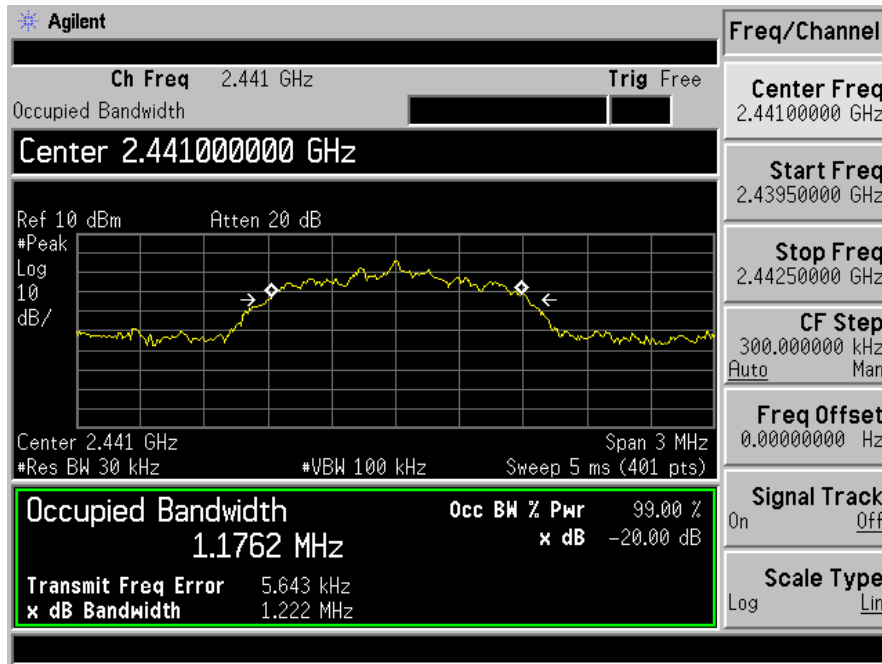 Agilent
Freq/Channel
Ch Freq 2.441 GHz Trig Free
Occupied Bandwidth
Center 2.441000000 GHz
Ref 10 dBm Atten 20 dB
#Peak
Log
10
dB/
Center 2.441 GHz Span 3 MHz
#Res BW 30 kHz #VBW 100 kHz Sweep 5 ms (401 pts)
Occupied Bandwidth
1.1762 MHz
Occ BW % Pwr 99.00 %
x dB -20.00 dB
Transmit Freq Error 5.643 kHz
x dB Bandwidth 1.222 MHz
Center Freq
2.44100000 GHz
Start Freq
2.43950000 GHz
Stop Freq
2.44250000 GHz
CF Step
300.000000 kHz
Auto Man
Freq Offset
0.00000000 Hz
Signal Track
On Off
Scale Type
Log Lin